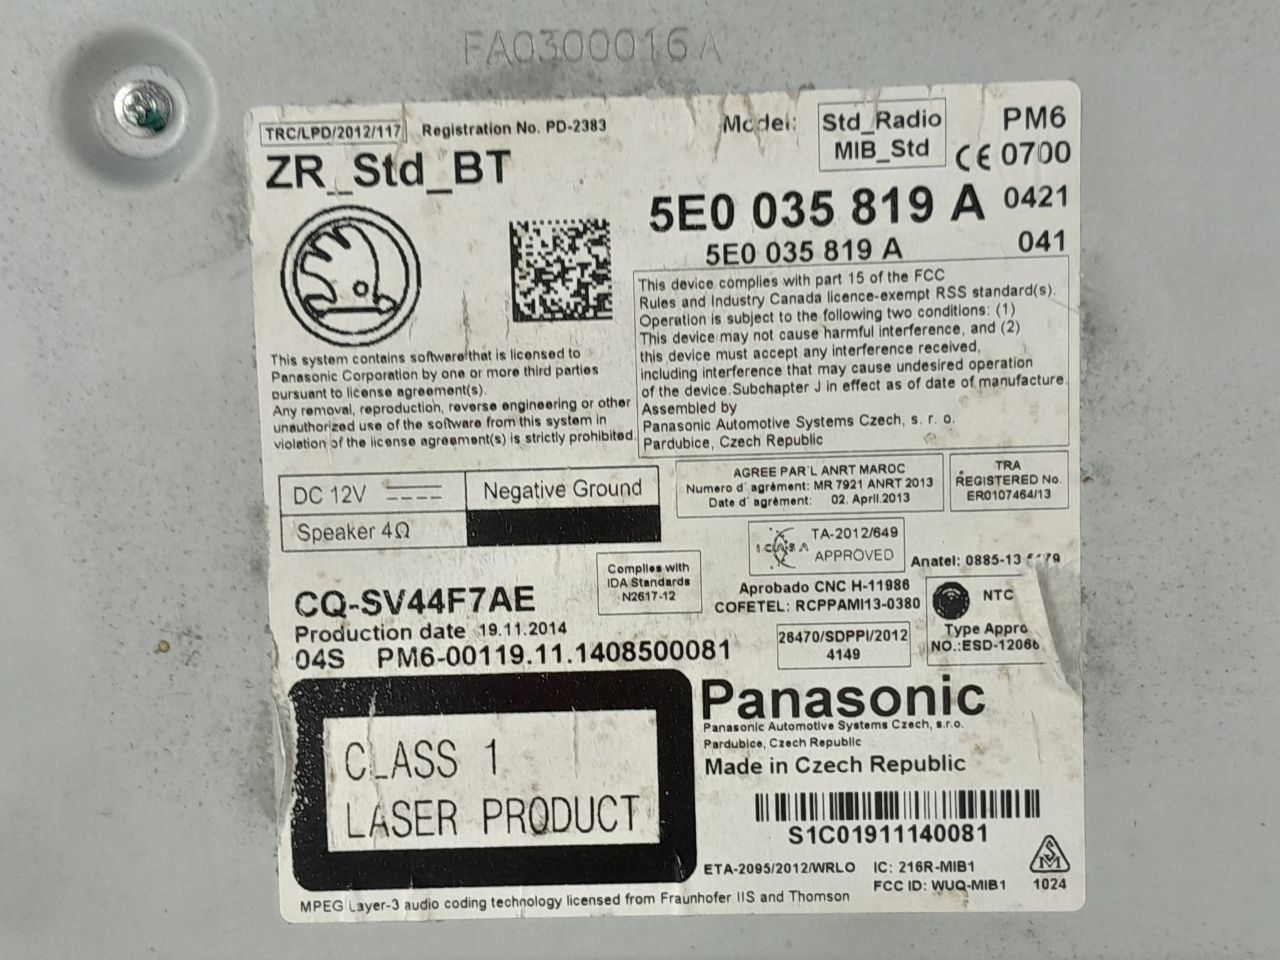 FA0300016A
TRC/LPD/2012/117 Registration No. PD-2383
Model: Std_Radio MIB_Std
PM6
CE 0700
ZR_Std_BT
5E0 035 819 A 0421
5E0 035 819 A 041
This device complies with part 15 of the FCC
Rules and Industry Canada licence-exempt RSS standard(s).
Operation is subject to the following two conditions: (1)
This device may not cause harmful interference, and (2)
this device must accept any interference received,
including interference that may cause undesired operation
of the device.Subchapter J in effect as of date of manufacture.
Assembled by
Panasonic Automotive Systems Czech, s. r. o.
Pardubice, Czech Republic
This system contains software that is licensed to
Panasonic Corporation by one or more third parties
pursuant to license agreement(s).
Any removal, reproduction, reverse engineering or other
unauthorized use of the software from this system in
violation of the license agreement(s) is strictly prohibited.
DC 12V Negative Ground
Speaker 4Ω
AGREE PAR L ANRT MAROC
Numero d´agrément: MR 7921 ANRT 2013
Date d´agrément: 02. April.2013
TRA
REGISTERED No.
ER0107464/13
ICASA
TA-2012/649
APPROVED
Anatel: 0885-13
Complies with
IDA Standards
N2617-12
Aprobado CNC H-11986
COFETEL: RCPPAMI13-0380
NTC
Type Appro
NO.:ESD-12066
26470/SDPPI/2012
4149
CQ-SV44F7AE
Production date 19.11.2014
04S PM6-00119.11.1408500081
CLASS 1
LASER PRODUCT
Panasonic
Panasonic Automotive Systems Czech, s.r.o.
Pardubice, Czech Republic
Made in Czech Republic
S1C01911140081
ETA-2095/2012/WRLO IC: 216R-MIB1
FCC ID: WUQ-MIB1
1024
MPEG Layer-3 audio coding technology licensed from Fraunhofer IIS and Thomson